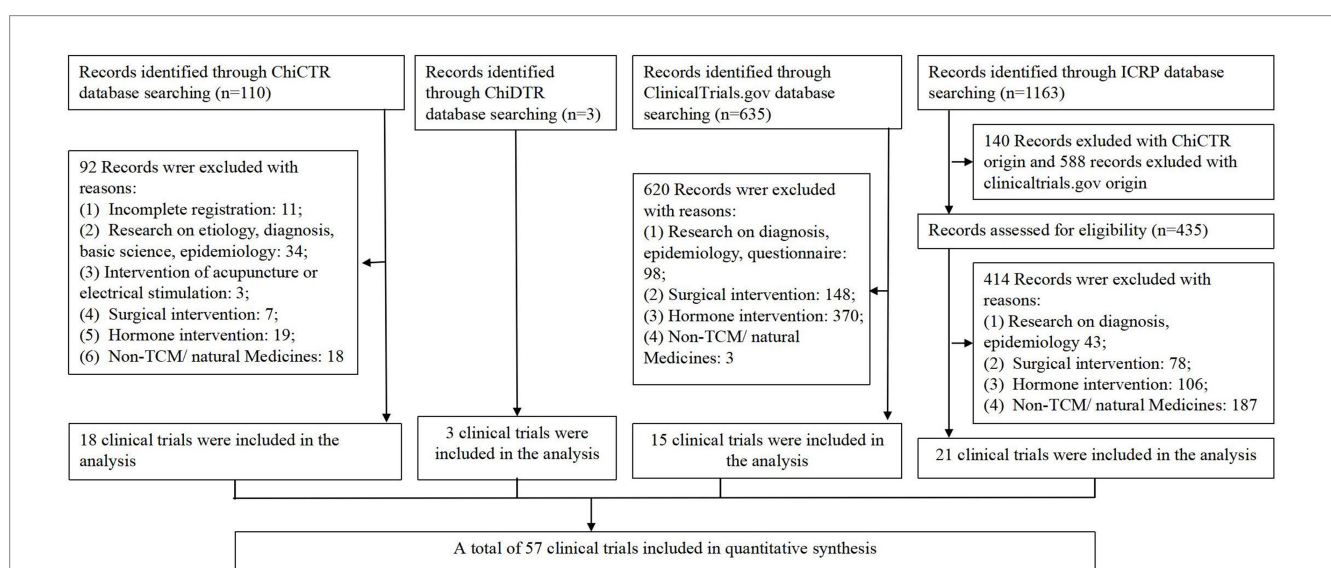 Records identified through ChiCTR
database searching (n=110)
Records identified
through ChiDTR
database searching (n=3)
Records identified through
ClinicalTrials.gov database
searching (n=635)
Records identified through ICRP database
searching (n=1163)
140 Records exluded with ChiCTR
origin and 588 records exluded with
clinicaltrials.gov origin
92 Records wrer excluded with
reasons:
(1) Incomplete registration: 11;
(2) Research on etiology, diagnosis,
basic science, epidemiology: 34;
(3) Intervention of acupuncture or
electrical stimulation: 3;
(4) Surgical intervention: 7;
(5) Hormone intervention: 19;
(6) Non-TCM/ natural Medicines: 18
620 Records wrer excluded
with reasons:
(1) Research on diagnosis,
epidemiology, questionnaire:
98;
(2) Surgical intervention: 148;
(3) Hormone intervention: 370;
(4) Non-TCM/ natural
Medicines: 3
Records assessed for eligibility (n=435)
414 Records wrer excluded with
reasons:
(1) Research on diagnosis,
epidemiology 43;
(2) Surgical intervention: 78;
(3) Hormone intervention: 106;
(4) Non-TCM/ natural Medicines: 187
18 clinical trials were included in the
analysis
3 clinical trials were
included in the analysis
15 clinical trials were included in
the analysis
21 clinical trials were included in the analysis
A total of 57 clinical trials included in quantitative synthesis